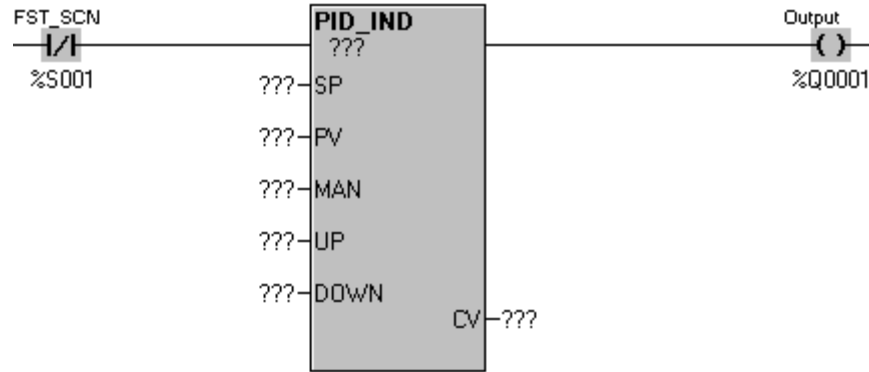 FST_SCN
%S001
PID_IND
???
??? SP
??? PV
??? MAN
??? UP
??? DOWN
CV ???
Output
%Q0001